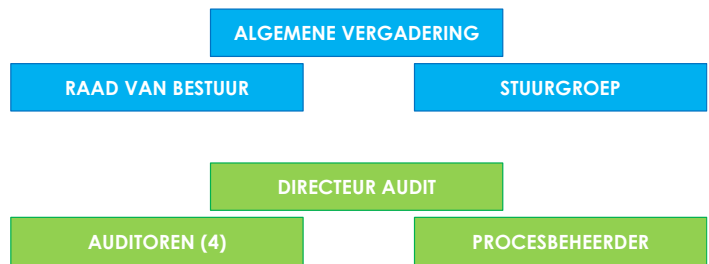 ALGEMENE VERGADERING
RAAD VAN BESTUUR
STUURGROEP
DIRECTEUR AUDIT
AUDITOREN (4)
PROCESBEHEERDER